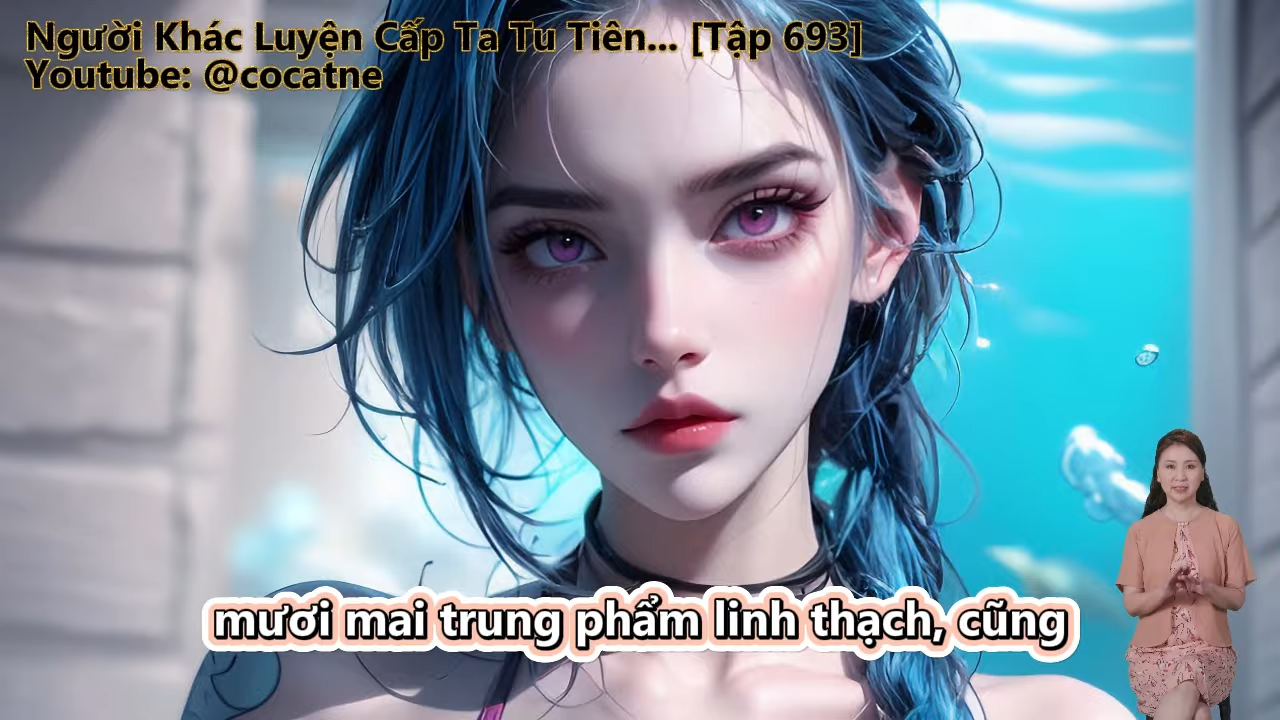 Người Khác Luyện Cấp Ta Tu Tiên... [Tập 693]
Youtube: @cocatne
mươi mai trung phẩm linh thạch, cũng